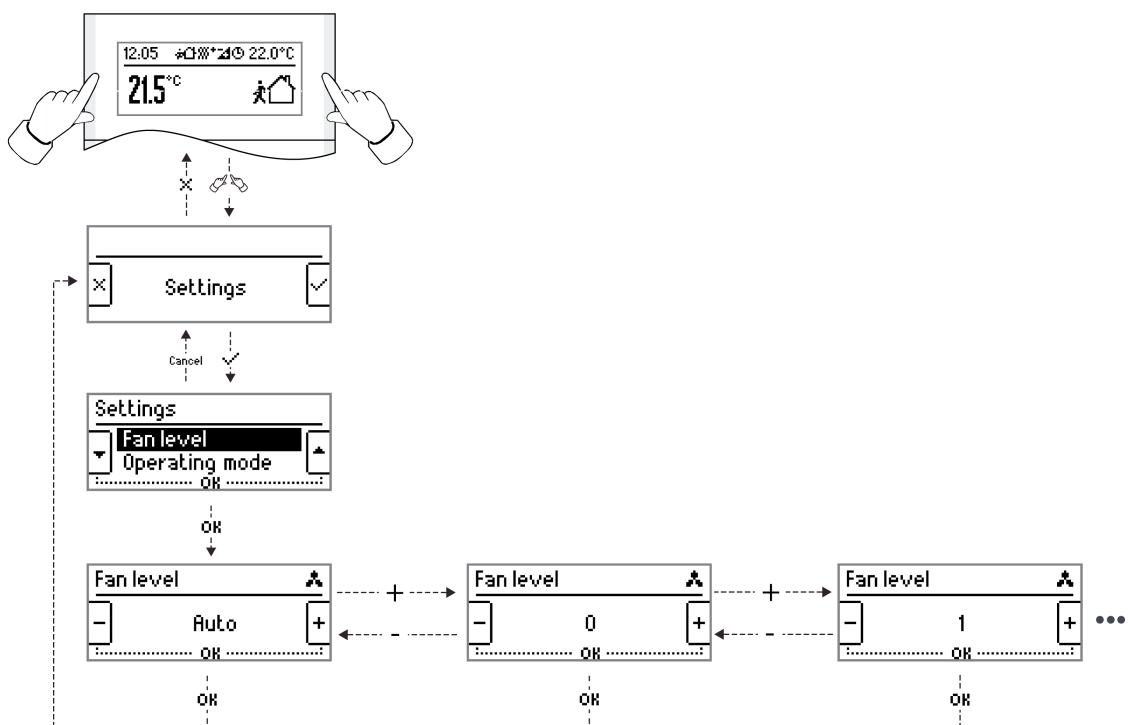 12:05 22.0°C
21.5°C
Settings
Cancel
Settings
Fan level
Operating mode
OK
OK
Fan level Fan level Fan level
+ +
- Auto + - 0 + - 1 + •••
- -
OK OK OK
OK OK OK